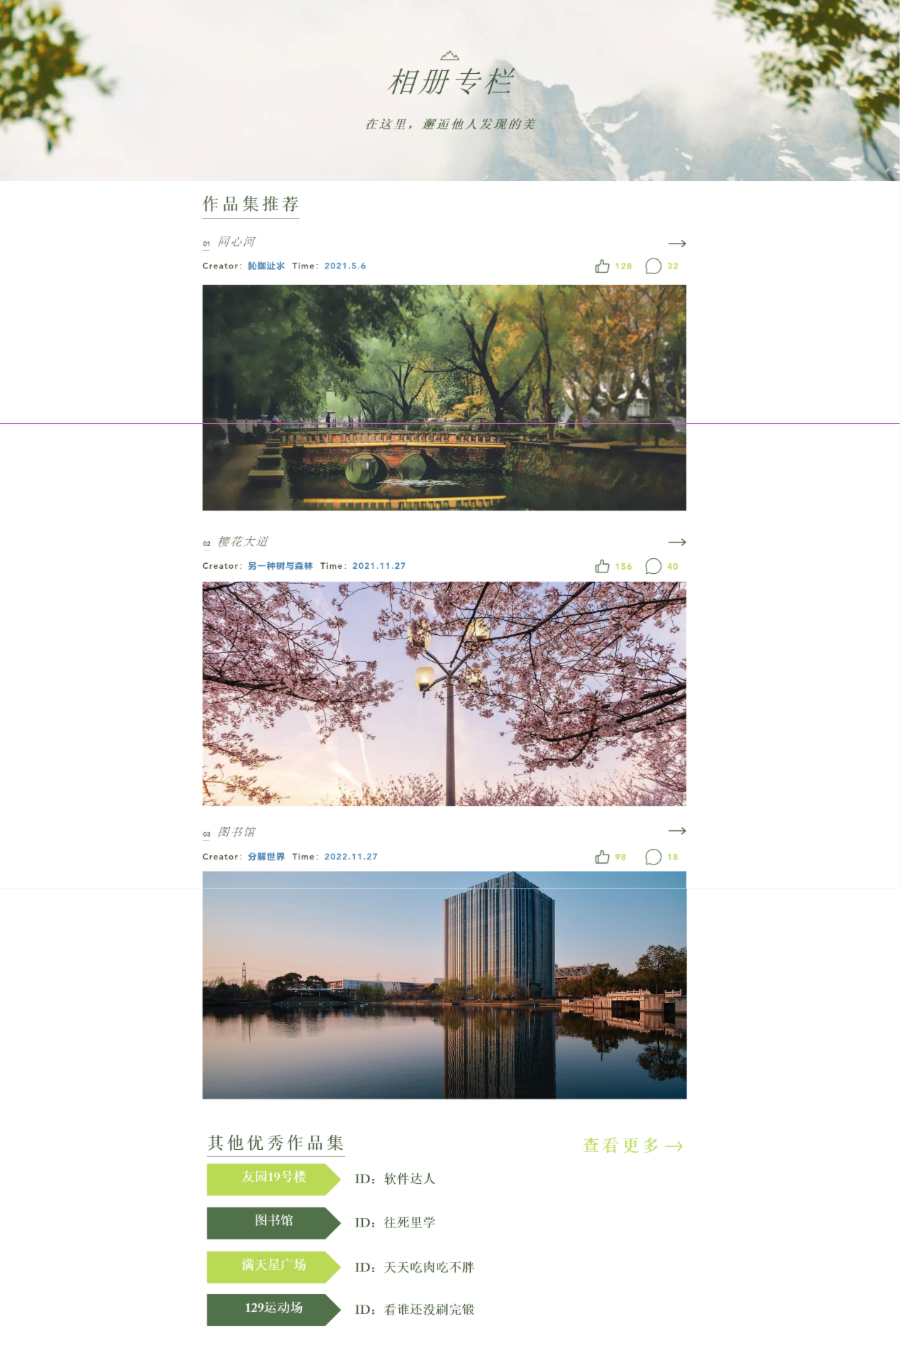 相册专栏
在这里，邂逅他人发现的美
作品集推荐
01 同心河
Creator: 沁珈沚水 Time: 2021.5.6 128 32
02 樱花大道
Creator: 另一种树与森林 Time: 2021.11.27 156 40
03 图书馆
Creator: 分解世界 Time: 2022.11.27 98 18
其他优秀作品集 查看更多
友园19号楼 ID：软件达人
图书馆 ID：往死里学
满天星广场 ID：天天吃肉吃不胖
129运动场 ID：看谁还没刷完锻